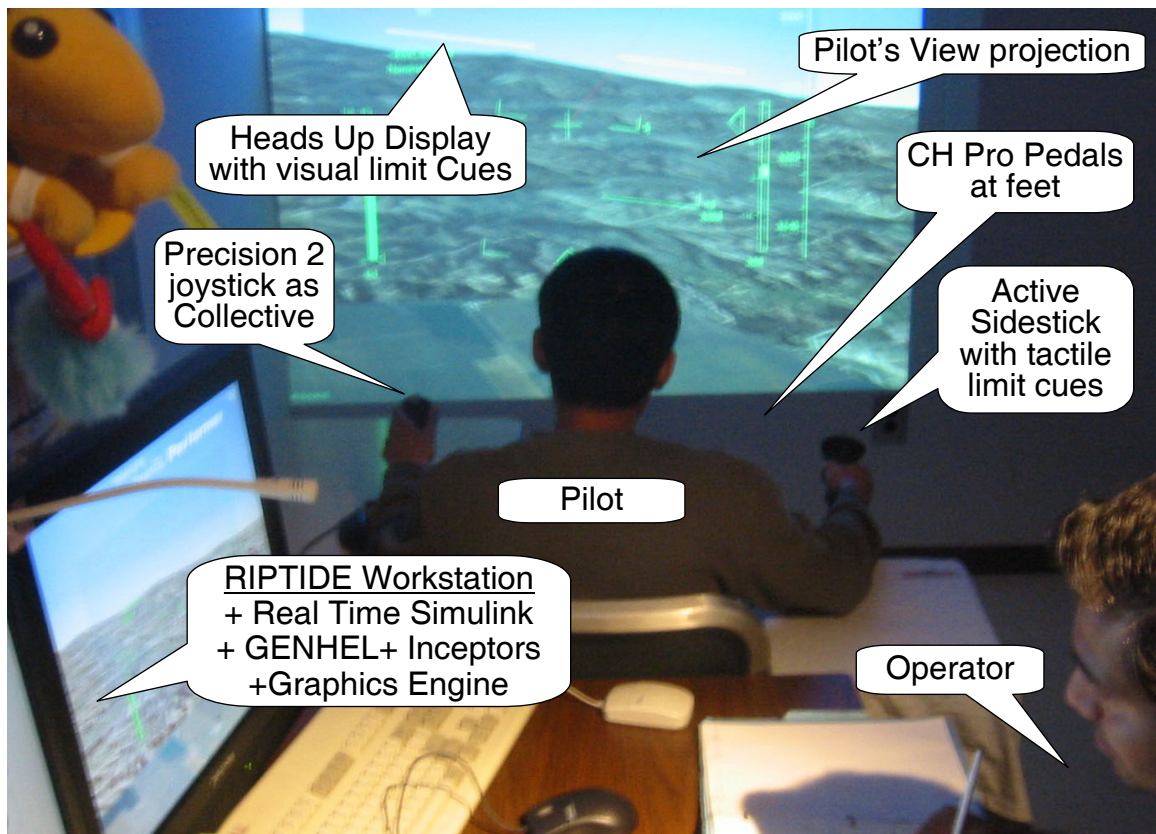 Pilot's View projection
Heads Up Display
with visual limit Cues
CH Pro Pedals
at feet
Precision 2
joystick as
Collective
Active
Sidestick
with tactile
limit cues
Pilot
RIPTIDE Workstation
+ Real Time Simulink
+ GENHEL+ Inceptors
+Graphics Engine
Operator
Performer